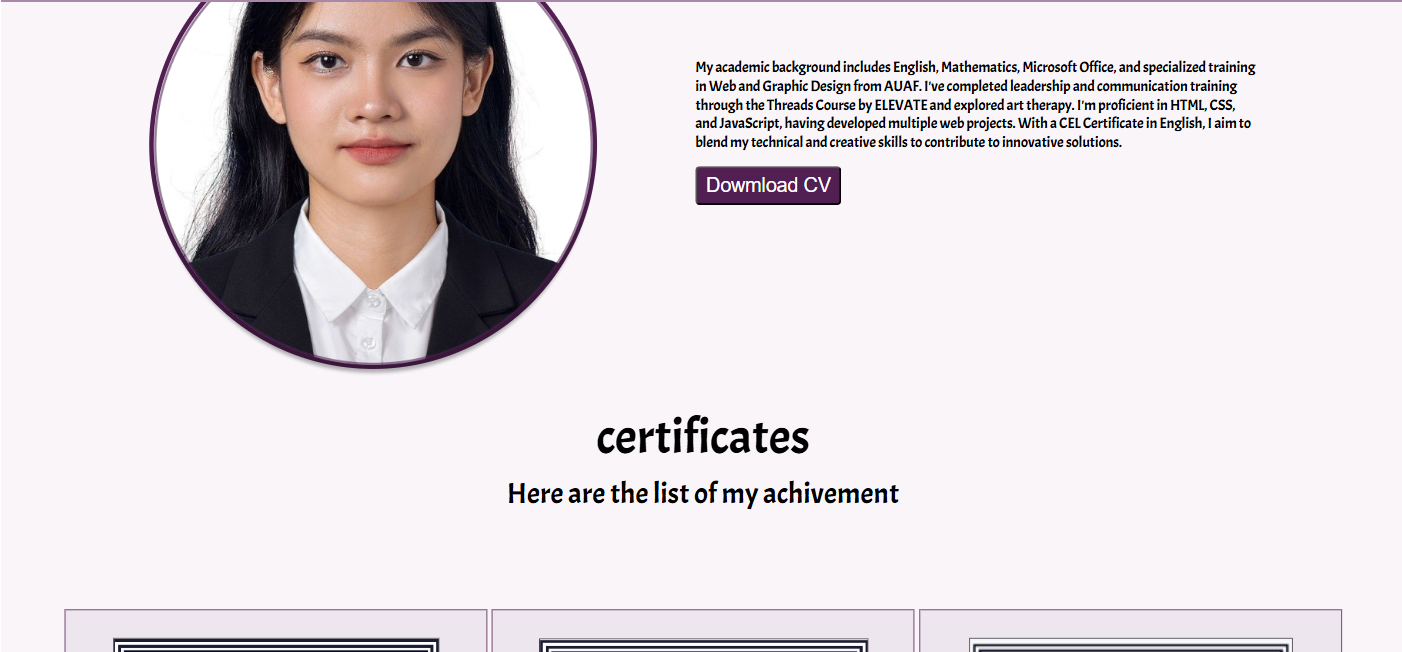 My academic background includes English, Mathematics, Microsoft Office, and specialized training
in Web and Graphic Design from AUAF. I've completed leadership and communication training
through the Threads Course by ELEVATE and explored art therapy. I'm proficient in HTML, CSS,
and JavaScript, having developed multiple web projects. With a CEL Certificate in English, I aim to
blend my technical and creative skills to contribute to innovative solutions.
Dowmload CV
certificates
Here are the list of my achivement